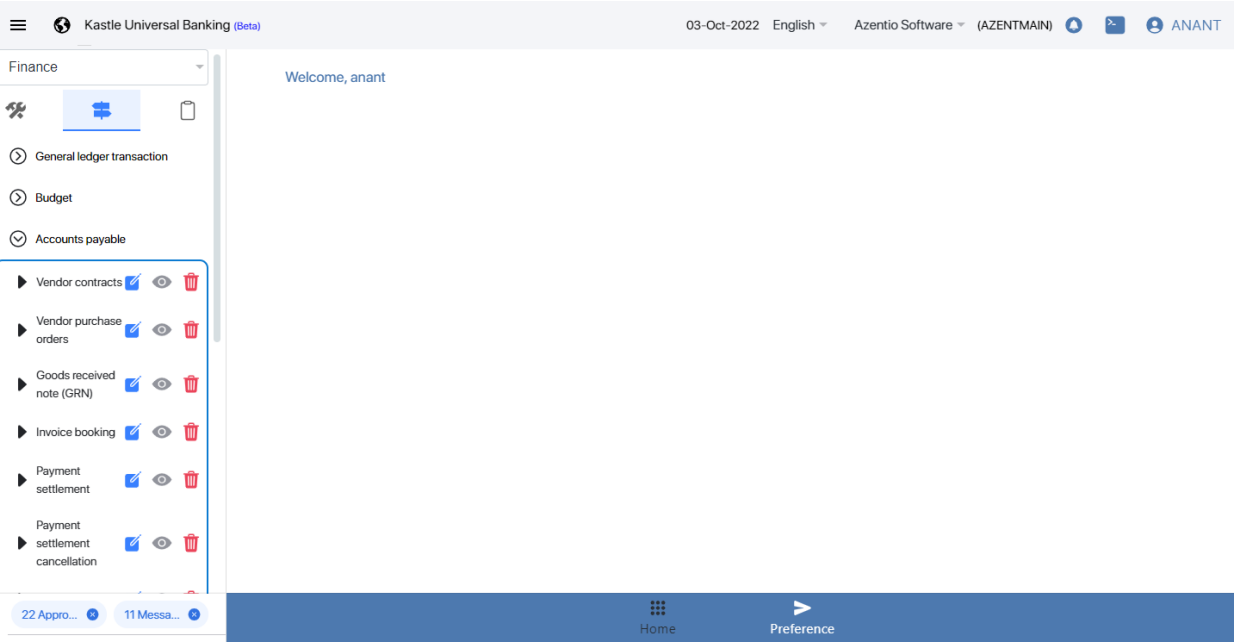 Kastle Universal Banking (Beta)
03-Oct-2022 English Azentio Software (AZENTMAIN) ANANT
Finance
Welcome, anant
General ledger transaction
Budget
Accounts payable
Vendor contracts
Vendor purchase
orders
Goods received
note (GRN)
Invoice booking
Payment
settlement
Payment
settlement
cancellation
22 Appro...
11 Messa...
Home
Preference